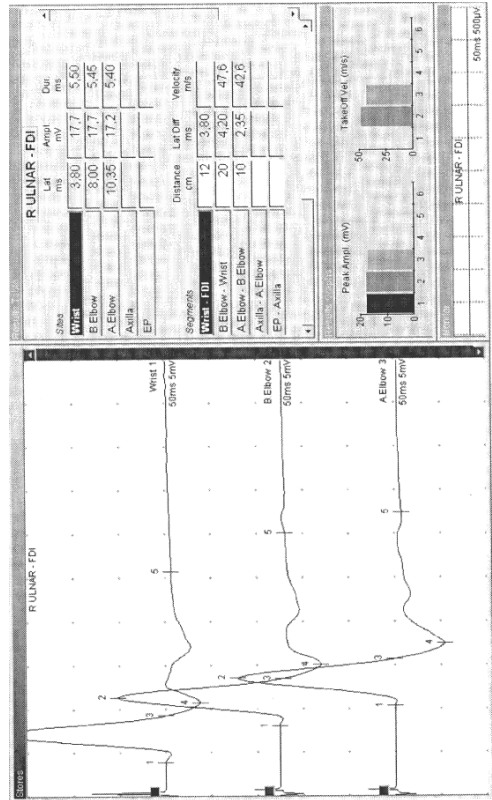 Stores
R ULNAR - FDI
Wrist 1
50ms 5mV
B.Elbow 2
50ms 5mV
A.Elbow 3
50ms 5mV
1
2
3
4
5
1
2
3
4
5
1
2
3
4
5
R ULNAR - FDI
Sites Lat Ampl Dur.
ms mV ms
Wrist 3,80 17,7 5,50
B.Elbow 8,00 17,7 5,45
A.Elbow 10,35 17,2 5,40
Axilla
EP
Segments Distance Lat Diff Velocity
cm ms m/s
Wrist - FDI 12 3,80
B.Elbow - Wrist 20 4,20 47,6
A.Elbow - B.Elbow 10 2,35 42,6
Axilla - A.Elbow
EP - Axilla
Peak Ampl. (mV)
20
10
0
1 2 3 4 5 6
TakeOff Vel. (m/s)
50
25
0
1 2 3 4 5 6
R ULNAR - FDI
50ms 500µV